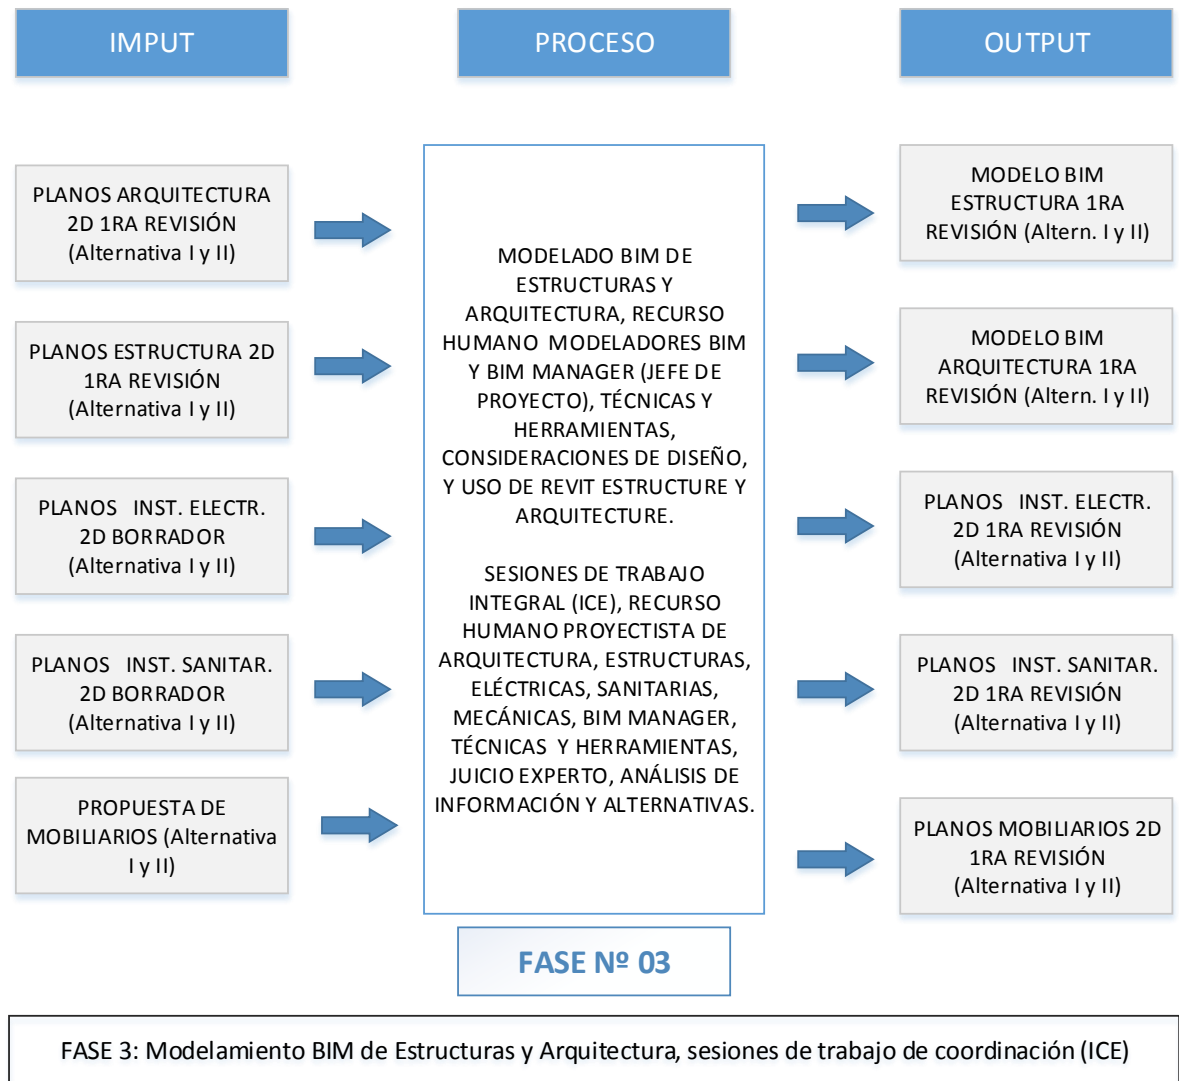 IMPUT
PROCESO
OUTPUT
PLANOS ARQUITECTURA
2D 1RA REVISIÓN
(Alternativa I y II)
PLANOS ESTRUCTURA 2D
1RA REVISIÓN
(Alternativa I y II)
PLANOS INST. ELECTR.
2D BORRADOR
(Alternativa I y II)
PLANOS INST. SANITAR.
2D BORRADOR
(Alternativa I y II)
PROPUESTA DE
MOBILIARIOS (Alternativa
I y II)
MODELADO BIM DE
ESTRUCTURAS Y
ARQUITECTURA, RECURSO
HUMANO MODELADORES BIM
Y BIM MANAGER (JEFE DE
PROYECTO), TÉCNICAS Y
HERRAMIENTAS,
CONSIDERACIONES DE DISEÑO,
Y USO DE REVIT ESTRUCTURE Y
ARQUITECTURE.
SESIONES DE TRABAJO
INTEGRAL (ICE), RECURSO
HUMANO PROYECTISTA DE
ARQUITECTURA, ESTRUCTURAS,
ELÉCTRICAS, SANITARIAS,
MECÁNICAS, BIM MANAGER,
TÉCNICAS Y HERRAMIENTAS,
JUICIO EXPERTO, ANÁLISIS DE
INFORMACIÓN Y ALTERNATIVAS.
MODELO BIM
ESTRUCTURA 1RA
REVISIÓN (Altern. I y II)
MODELO BIM
ARQUITECTURA 1RA
REVISIÓN (Altern. I y II)
PLANOS INST. ELECTR.
2D 1RA REVISIÓN
(Alternativa I y II)
PLANOS INST. SANITAR.
2D 1RA REVISIÓN
(Alternativa I y II)
PLANOS MOBILIARIOS 2D
1RA REVISIÓN
(Alternativa I y II)
FASE Nº 03
FASE 3: Modelamiento BIM de Estructuras y Arquitectura, sesiones de trabajo de coordinación (ICE)